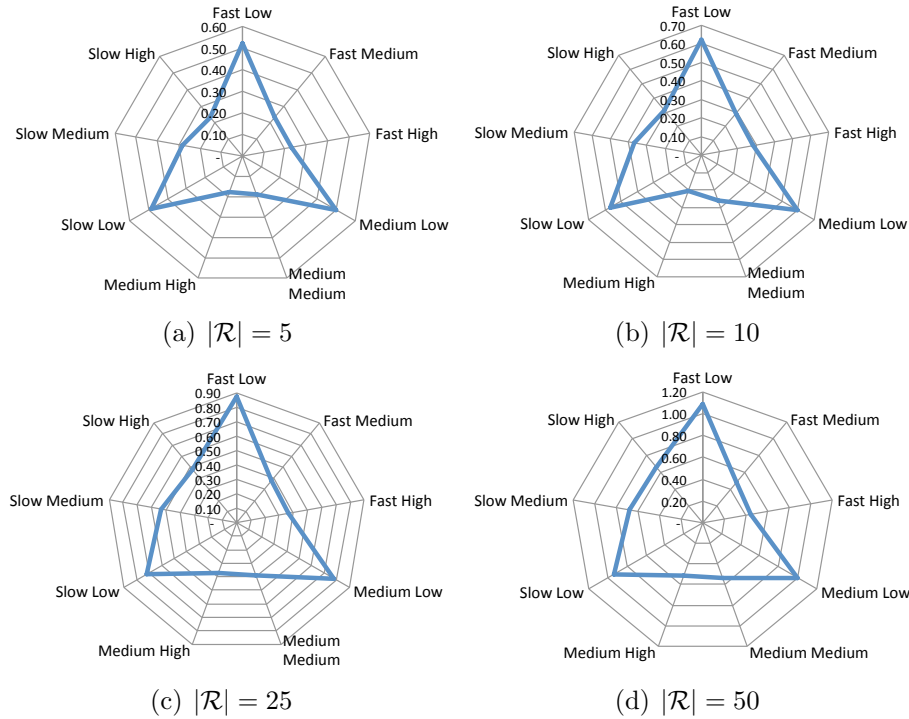 Fast Low
0.60
0.50
0.40
0.30
0.20
0.10
-
Fast Medium
Fast High
Medium Low
Medium
Medium
Medium High
Slow Low
Slow Medium
Slow High
(a) |R| = 5
Fast Low
0.70
0.60
0.50
0.40
0.30
0.20
0.10
-
Fast Medium
Fast High
Medium Low
Medium
Medium
Medium High
Slow Low
Slow Medium
Slow High
(b) |R| = 10
Fast Low
0.90
0.80
0.70
0.60
0.50
0.40
0.30
0.20
0.10
-
Fast Medium
Fast High
Medium Low
Medium
Medium
Medium High
Slow Low
Slow Medium
Slow High
(c) |R| = 25
Fast Low
1.20
1.00
0.80
0.60
0.40
0.20
-
Fast Medium
Fast High
Medium Low
Medium Medium
Medium High
Slow Low
Slow Medium
Slow High
(d) |R| = 50